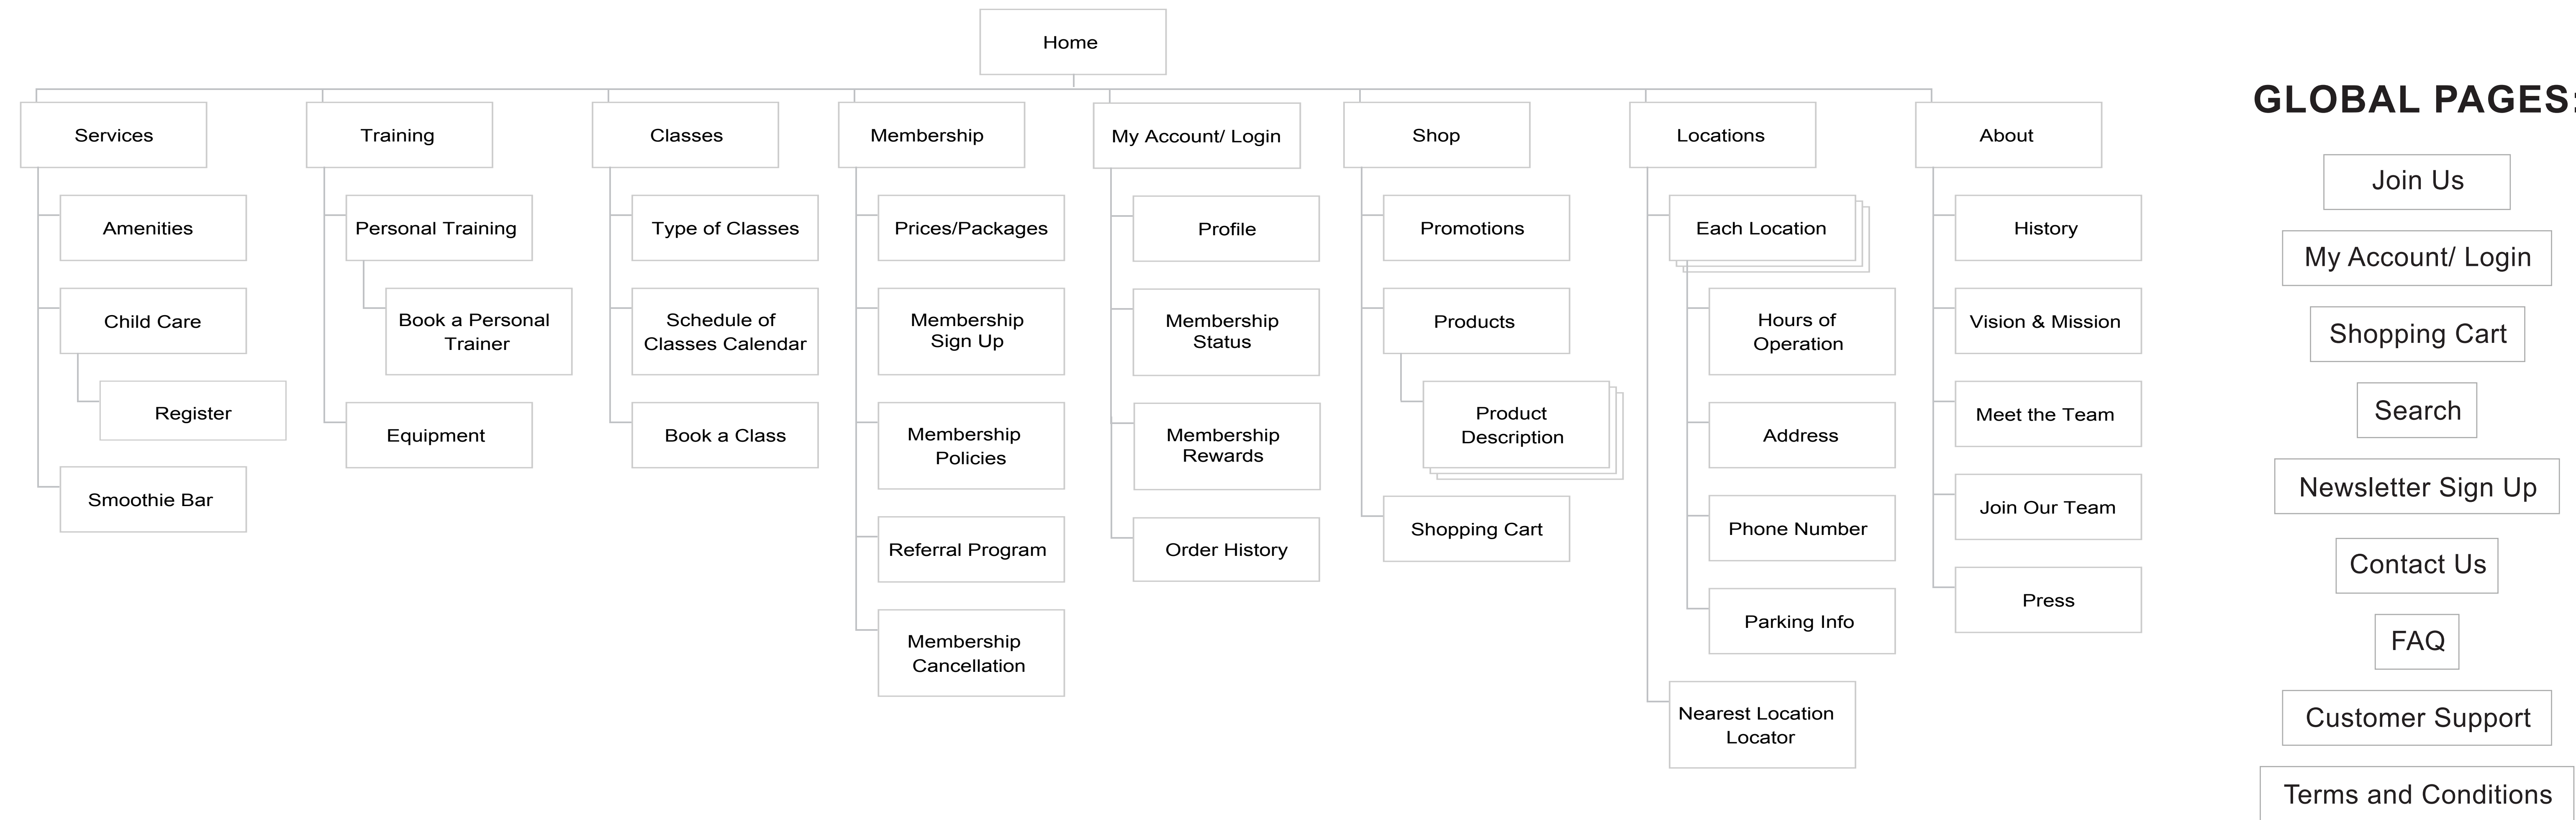 Home
Services
Amenities
Child Care
Register
Smoothie Bar
Training
Personal Training
Book a Personal
Trainer
Equipment
Classes
Type of Classes
Schedule of
Classes Calendar
Book a Class
Membership
Prices/Packages
Membership
Sign Up
Membership
Policies
Referral Program
Membership
Cancellation
My Account/ Login
Profile
Membership
Status
Membership
Rewards
Order History
Shop
Promotions
Products
Product
Description
Shopping Cart
Locations
Each Location
Hours of
Operation
Address
Phone Number
Parking Info
Nearest Location
Locator
About
History
Vision & Mission
Meet the Team
Join Our Team
Press
GLOBAL PAGES:
Join Us
My Account/ Login
Shopping Cart
Search
Newsletter Sign Up
Contact Us
FAQ
Customer Support
Terms and Conditions